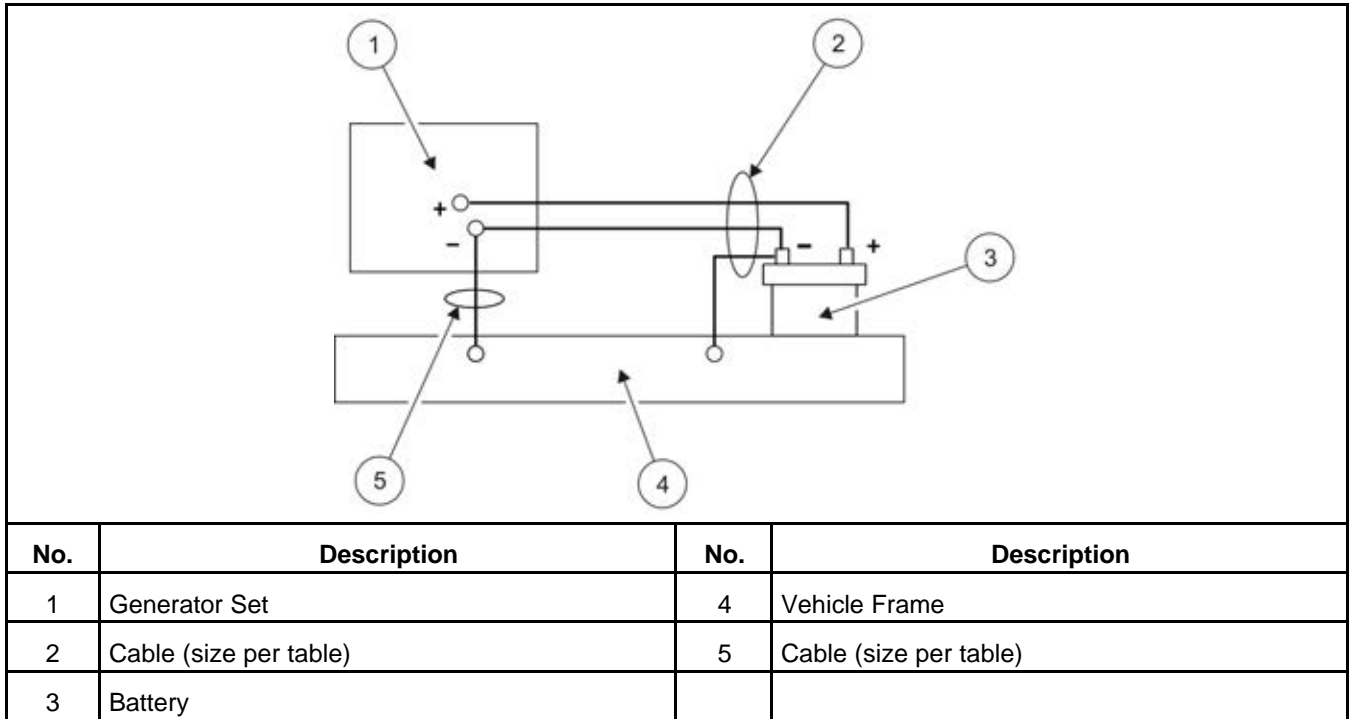 1
2
+
−
−
+
3
5
4
No. Description No. Description
1 Generator Set 4 Vehicle Frame
2 Cable (size per table) 5 Cable (size per table)
3 Battery